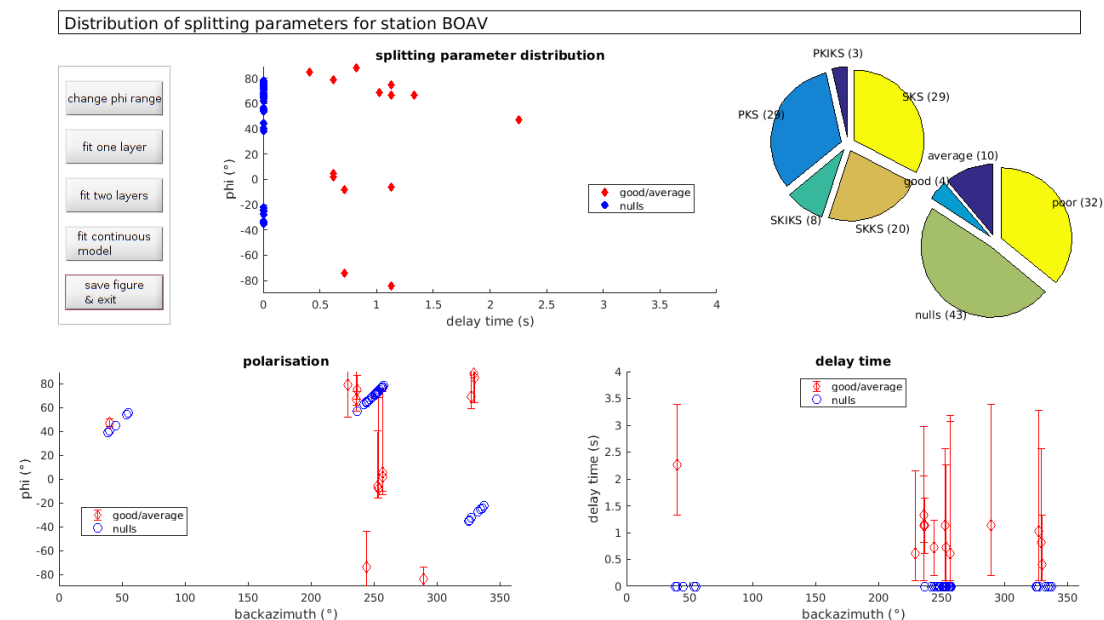 Distribution of splitting parameters for station BOAV
change phi range
fit one layer
fit two layers
fit continuous
model
save figure
& exit
splitting parameter distribution
phi (°)
80
60
40
20
0
-20
-40
-60
-80
0
0.5
1
1.5
2
2.5
3
3.5
4
delay time (s)
good/average
nulls
PKIKS (3)
SKS (29)
PKS (29)
SKIKS (8)
SKKS (20)
average (10)
good (4)
poor (32)
nulls (43)
polarisation
phi (°)
80
60
40
20
0
-20
-40
-60
-80
0
50
100
150
200
250
300
350
backazimuth (°)
good/average
nulls
delay time
delay time (s)
4
3.5
3
2.5
2
1.5
1
0.5
0
0
50
100
150
200
250
300
350
backazimuth (°)
good/average
nulls